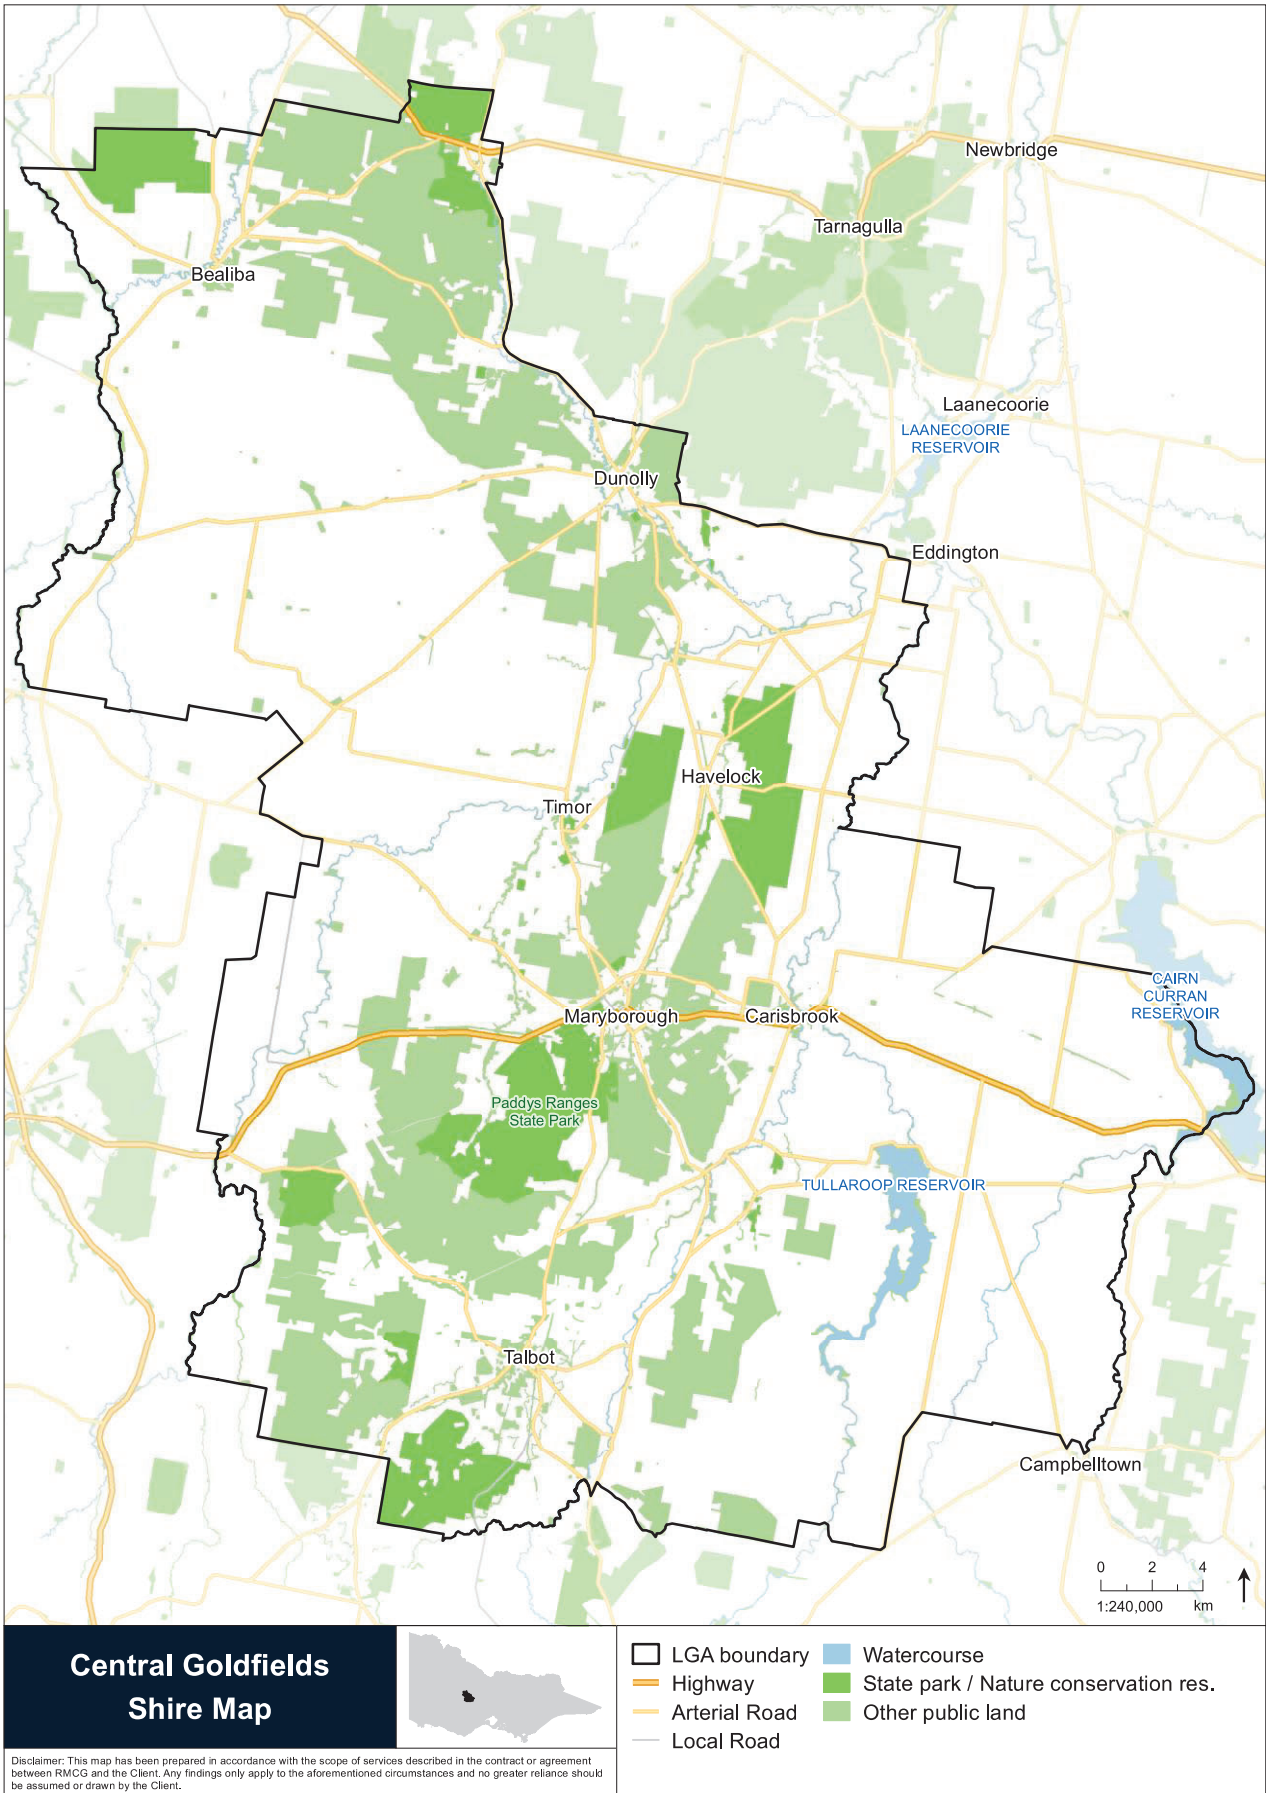 Newbridge
Tarnagulla
Bealiba
Laanecoorie
LAANECOORIE
RESERVOIR
Dunolly
Eddington
Havelock
Timor
CAIRN
CURRAN
RESERVOIR
Maryborough
Carisbrook
Paddys Ranges
State Park
TULLAROOP RESERVOIR
Talbot
Campbelltown
0 2 4
1:240,000 km
Central Goldfields
Shire Map
LGA boundary
Highway
Arterial Road
Local Road
Watercourse
State park / Nature conservation res.
Other public land
Disclaimer: This map has been prepared in accordance with the scope of services described in the contract or agreement
between RMCG and the Client. Any findings only apply to the aforementioned circumstances and no greater reliance should
be assumed or drawn by the Client.